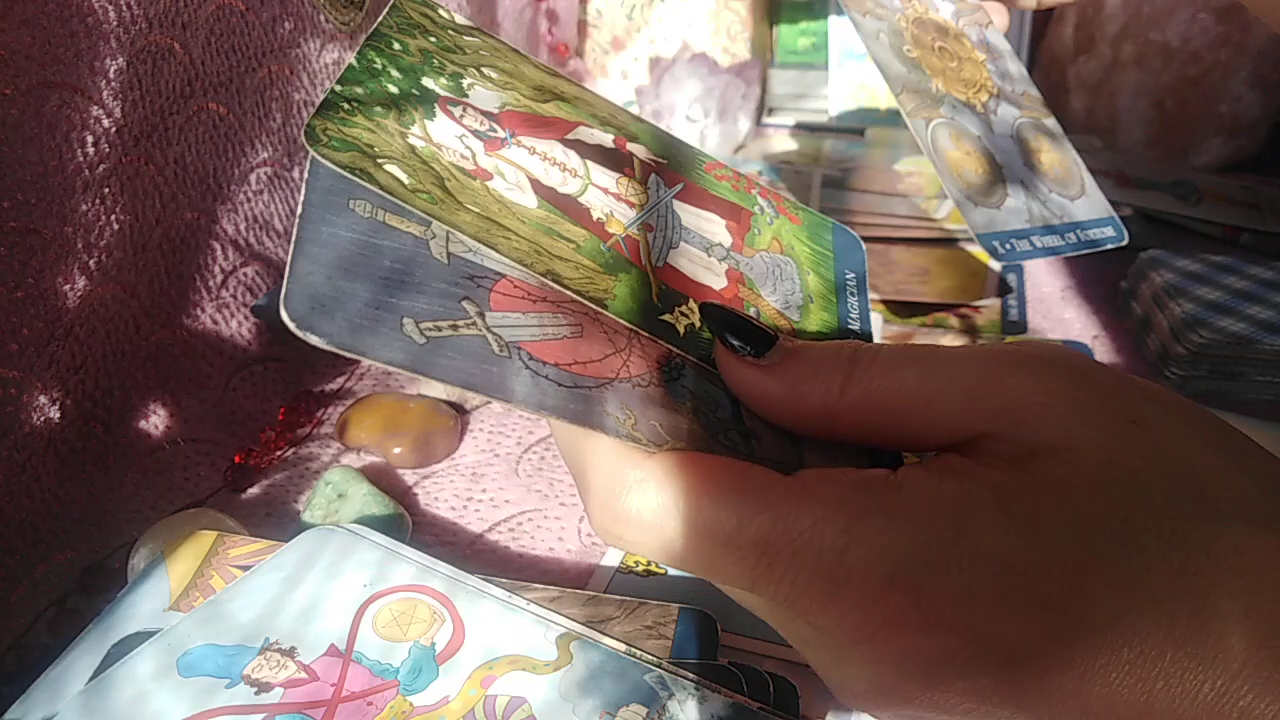 X • THE WHEEL OF FORTUNE
MAGICIAN